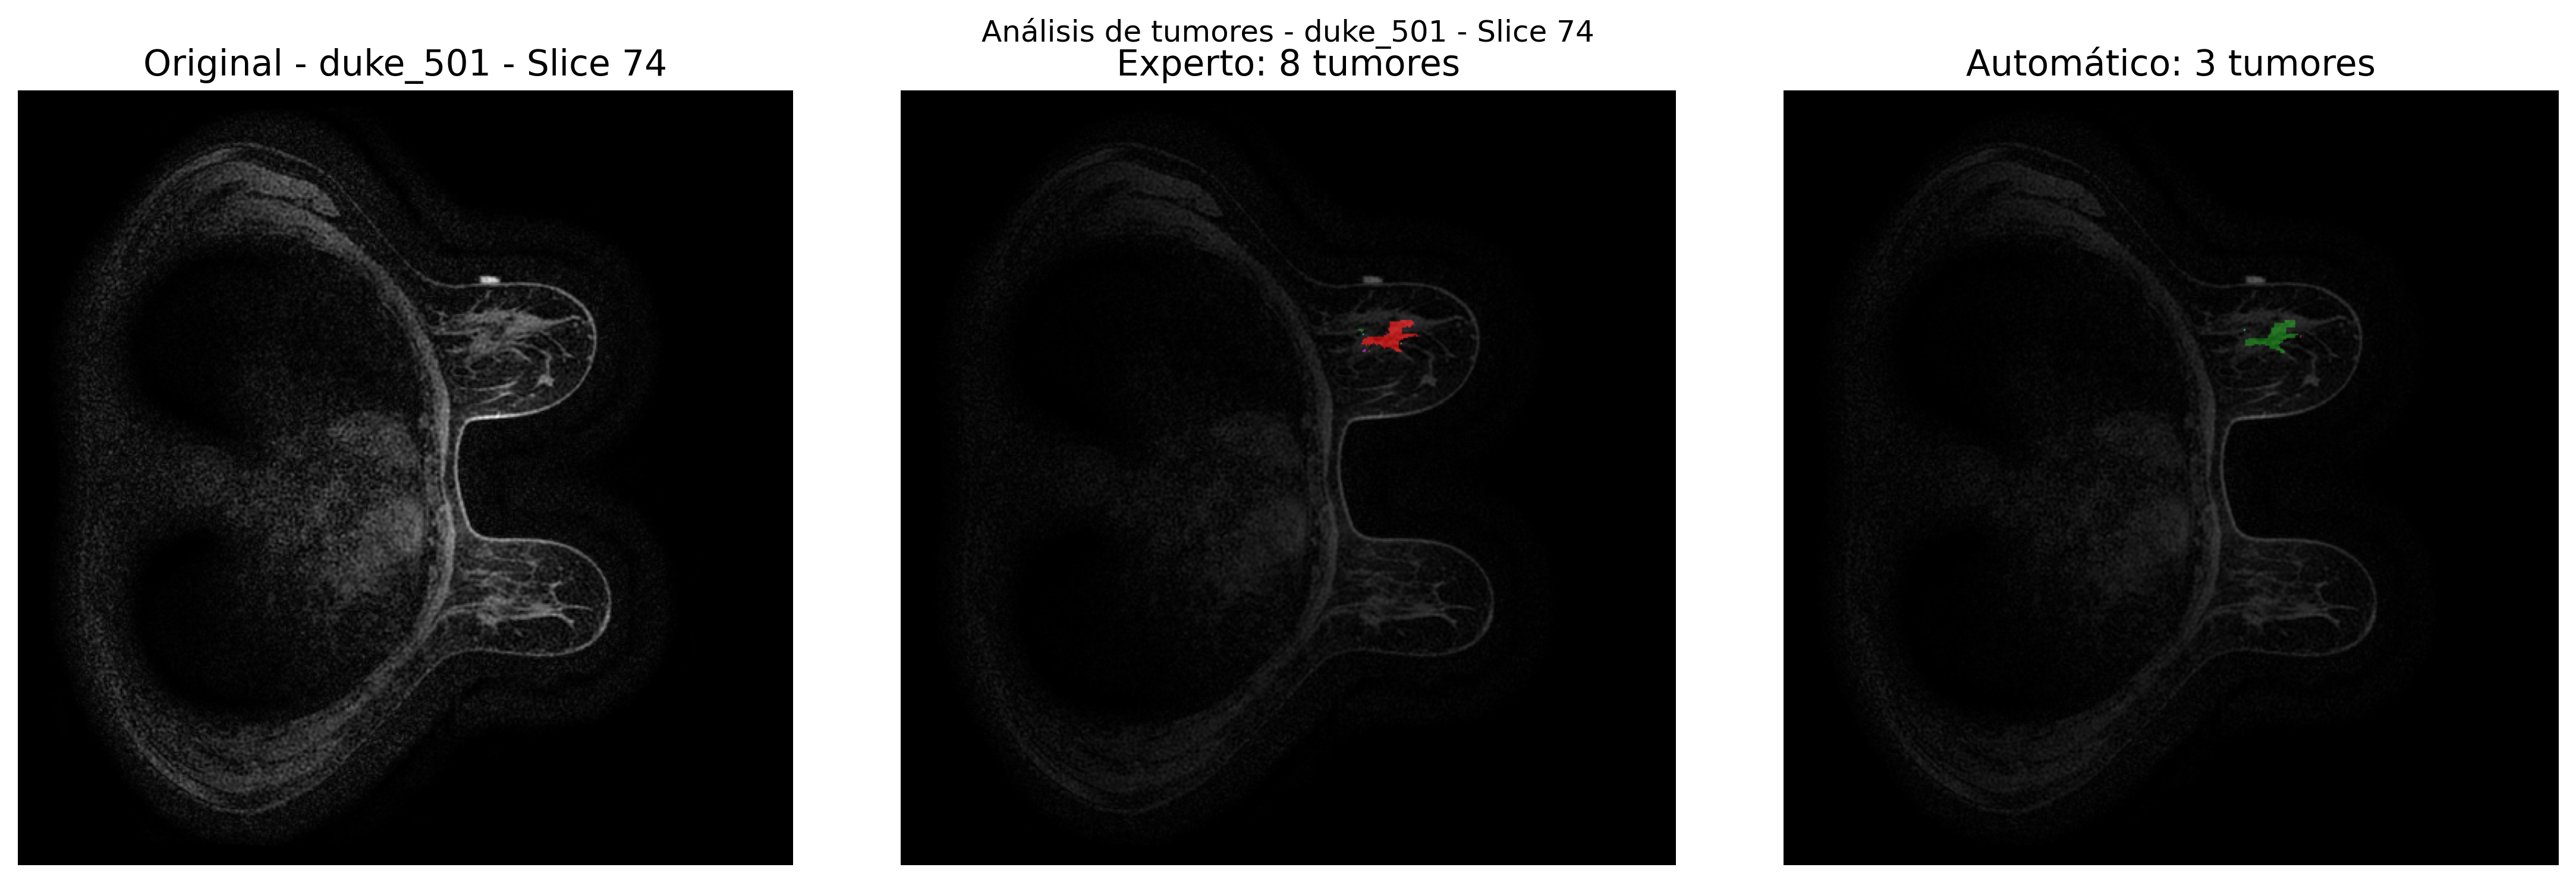 Análisis de tumores - duke_501 - Slice 74
Original - duke_501 - Slice 74
Experto: 8 tumores
Automático: 3 tumores